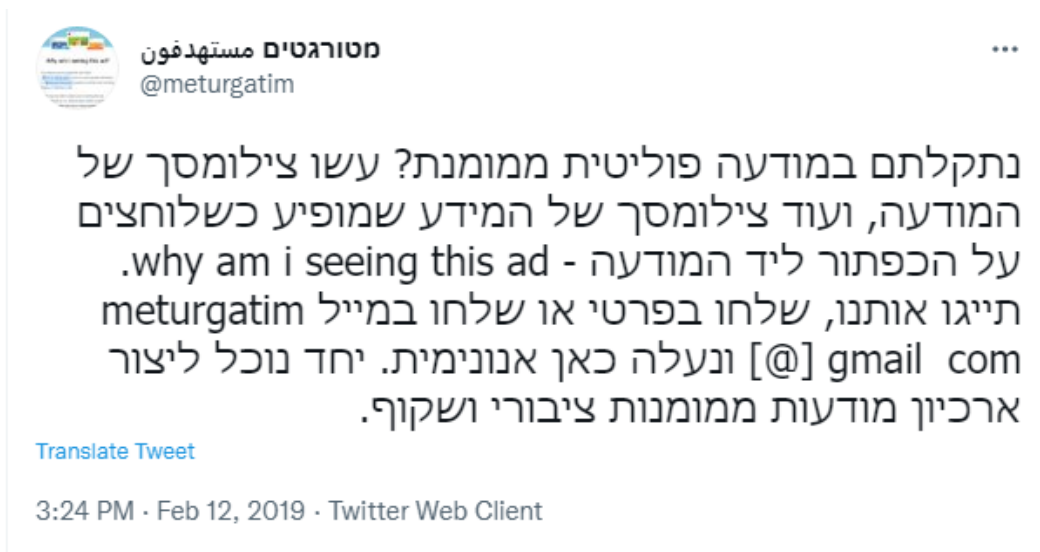 מטורגטים مستهدفون
@meturgatim
נתקלתם במודעה פוליטית ממומנת? עשו צילומסך של
המודעה, ועוד צילומסך של המידע שמופיע כשלוחצים
על הכפתור ליד המודעה - why am i seeing this ad.
תייגו אותנו, שלחו בפרטי או שלחו במייל meturgatim
[@] gmail com ונעלה כאן אנונימית. יחד נוכל ליצור
ארכיון מודעות ממומנות ציבורי ושקוף.
Translate Tweet
3:24 PM · Feb 12, 2019 · Twitter Web Client